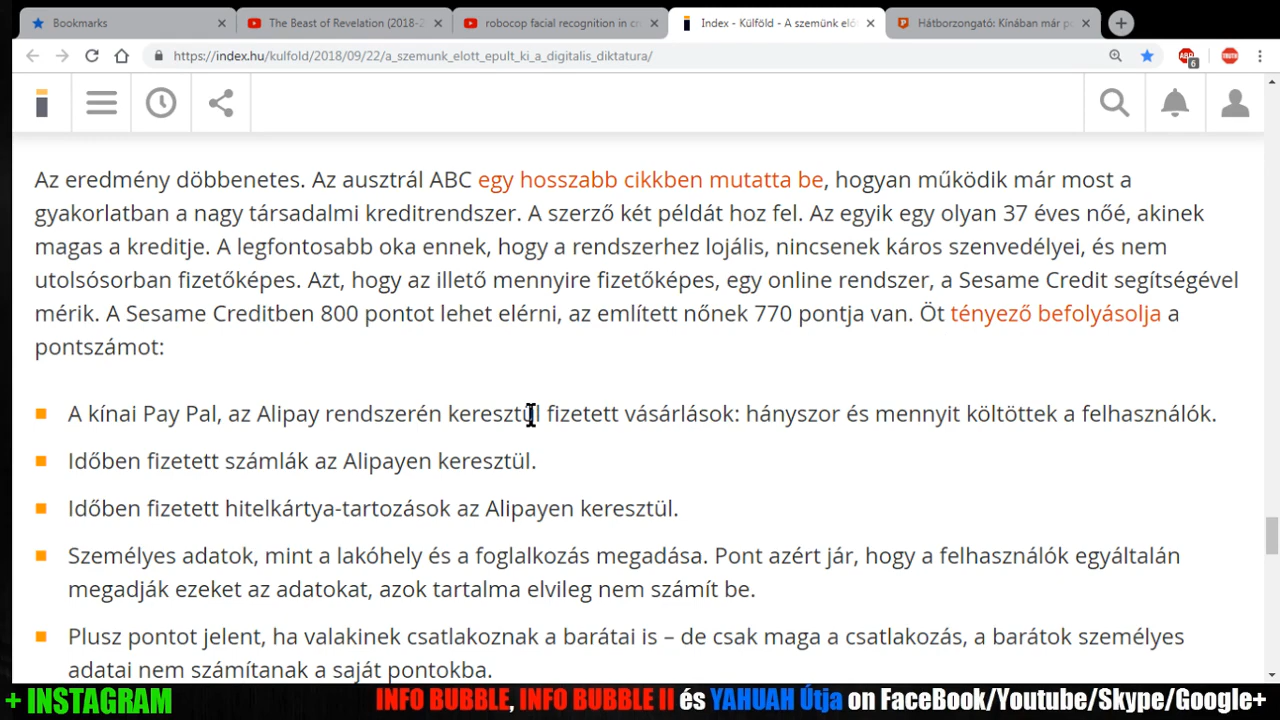 Bookmarks
The Beast of Revelation (2018-2
robocop facial recognition in c
Index - Külföld - A szemünk elő
Hátborzongató: Kínában már p
https://index.hu/kulfold/2018/09/22/a_szemunk_elott_epult_ki_a_digitalis_diktatura/
6
Az eredmény döbbenetes. Az ausztrál ABC egy hosszabb cikkben mutatta be, hogyan működik már most a
gyakorlatban a nagy társadalmi kreditrendszer. A szerző két példát hoz fel. Az egyik egy olyan 37 éves nőé, akinek
magas a kreditje. A legfontosabb oka ennek, hogy a rendszerhez lojális, nincsenek káros szenvedélyei, és nem
utolsósorban fizetőképes. Azt, hogy az illető mennyire fizetőképes, egy online rendszer, a Sesame Credit segítségével
mérik. A Sesame Creditben 800 pontot lehet elérni, az említett nőnek 770 pontja van. Öt tényező befolyásolja a
pontszámot:
A kínai Pay Pal, az Alipay rendszerén keresztül fizetett vásárlások: hányszor és mennyit költöttek a felhasználók.
Időben fizetett számlák az Alipayen keresztül.
Időben fizetett hitelkártya-tartozások az Alipayen keresztül.
Személyes adatok, mint a lakóhely és a foglalkozás megadása. Pont azért jár, hogy a felhasználók egyáltalán
megadják ezeket az adatokat, azok tartalma elvileg nem számít be.
Plusz pontot jelent, ha valakinek csatlakoznak a barátai is – de csak maga a csatlakozás, a barátok személyes
adatai nem számítanak a saját pontokba.
+ INSTAGRAM INFO BUBBLE, INFO BUBBLE II és YAHUAH Útja on FaceBook/Youtube/Skype/Google+